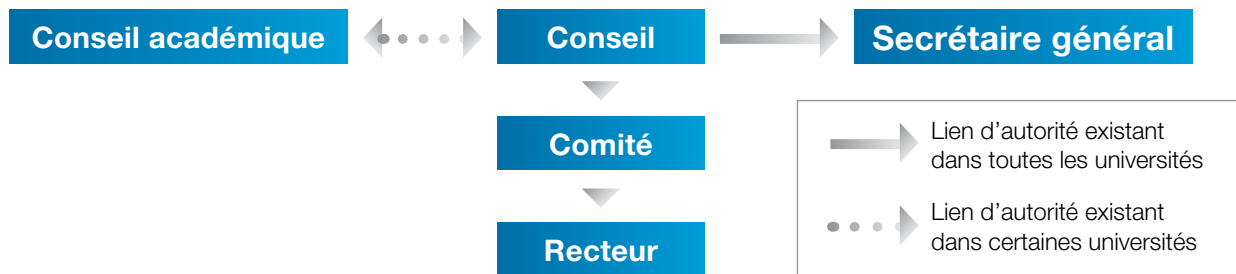 Conseil académique
Conseil
Secrétaire général
Comité
Recteur
Lien d’autorité existant
dans toutes les universités
Lien d’autorité existant
dans certaines universités